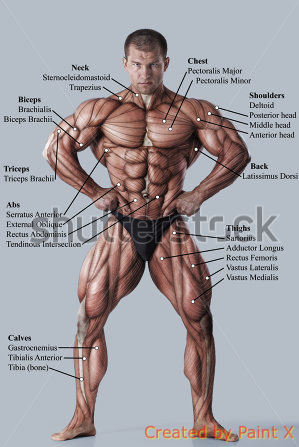 Neck
Sternocleidomastoid
Trapezius
Chest
Pectoralis Major
Pectoralis Minor
Biceps
Brachialis
Biceps Brachii
Shoulders
Deltoid
Posterior head
Middle head
Anterior head
Triceps
Triceps Brachii
Back
Latissimus Dorsi
Abs
Serratus Anterior
External Oblique
Rectus Abdominis
Tendinous Intersection
shutterstock
Thighs
Sartorius
Adductor Longus
Rectus Femoris
Vastus Lateralis
Vastus Medialis
Calves
Gastrocnemius
Tibialis Anterior
Tibia (bone)
Created by Paint X